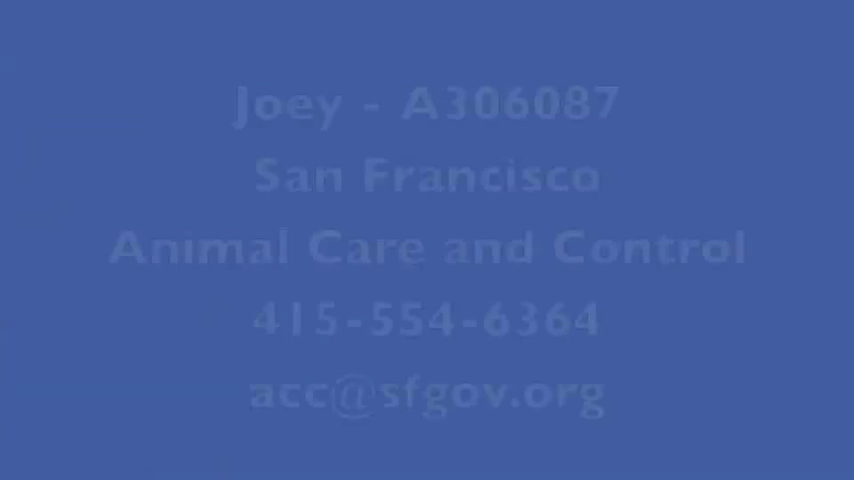 Joey - A306087
San Francisco
Animal Care and Control
415-554-6364
acc@sfgov.org